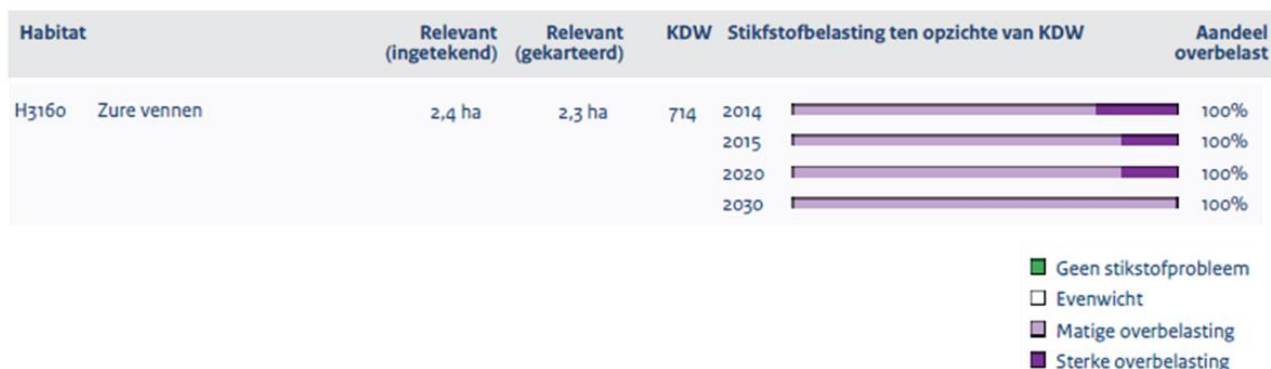 Habitat Relevant (ingetekend) Relevant (gekarteerd) KDW Stikfstofbelasting ten opzichte van KDW Aandeel overbelast
H3160 Zure vennen 2,4 ha 2,3 ha 714 2014 100%
2015 100%
2020 100%
2030 100%
Geen stikstofprobleem
Evenwicht
Matige overbelasting
Sterke overbelasting